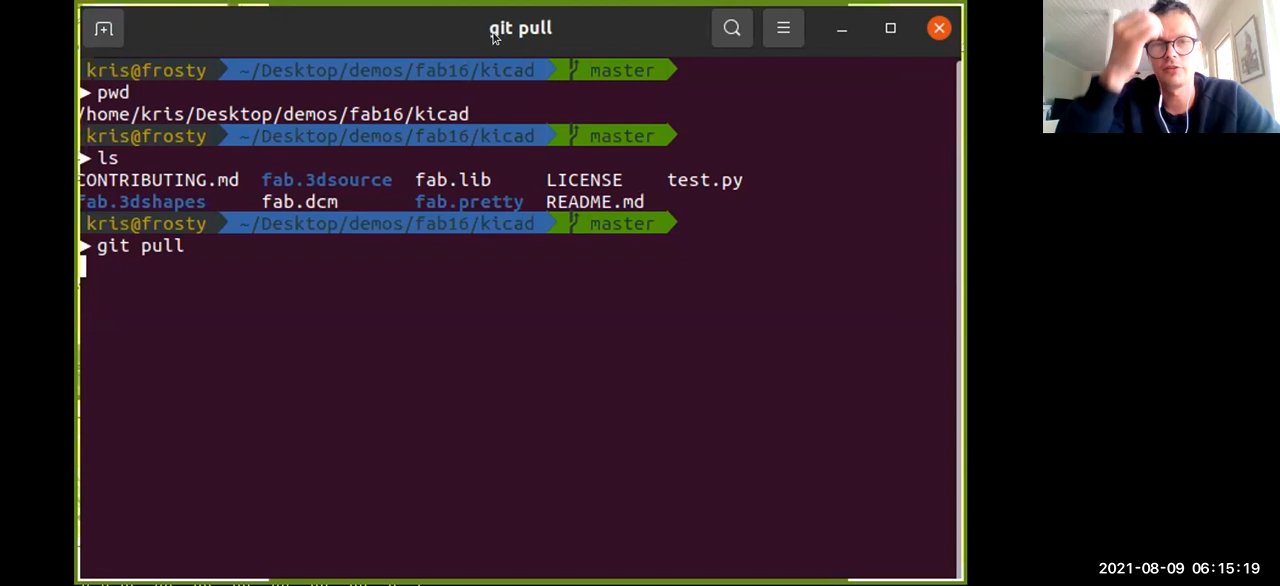 git pull
kris@frosty ~/Desktop/demos/fab16/kicad master
pwd
/home/kris/Desktop/demos/fab16/kicad
kris@frosty ~/Desktop/demos/fab16/kicad master
ls
CONTRIBUTING.md fab.3dsource fab.lib LICENSE test.py
fab.3dshapes fab.dcm fab.pretty README.md
kris@frosty ~/Desktop/demos/fab16/kicad master
git pull
2021-08-09 06:15:19